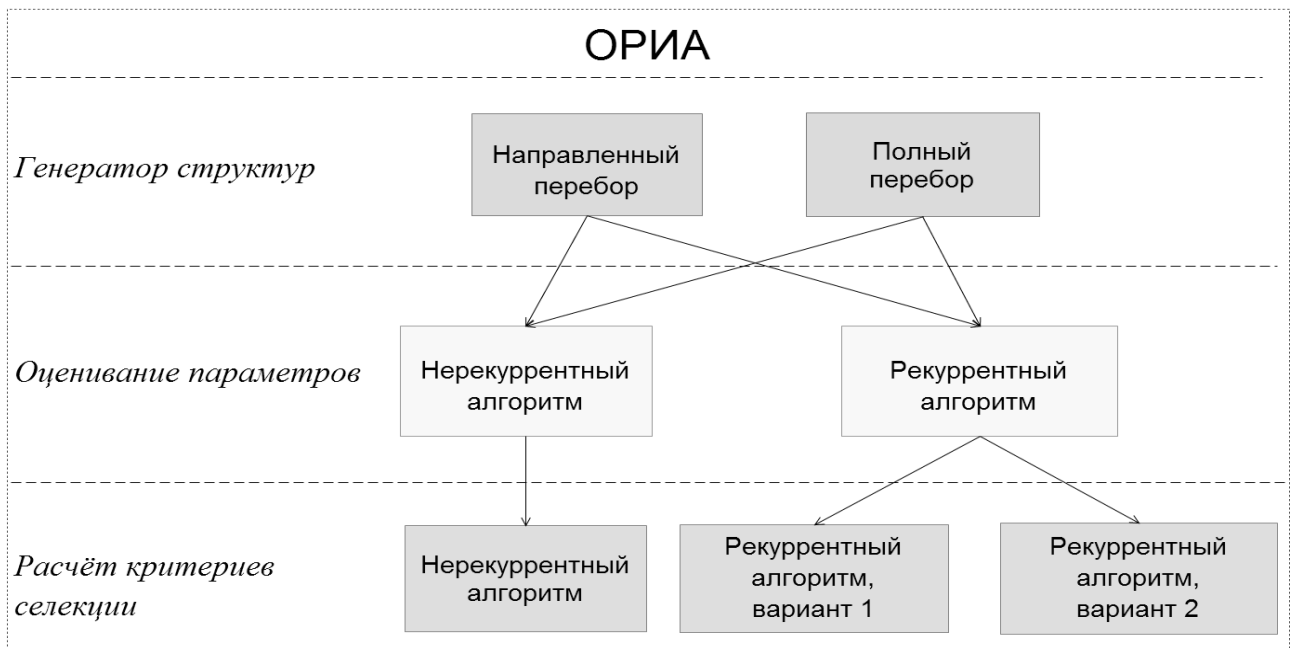 ОРИА
Генератор структур
Направленный
перебор
Полный
перебор
Оценивание параметров
Нерекуррентный
алгоритм
Рекуррентный
алгоритм
Расчёт критериев
селекции
Нерекуррентный
алгоритм
Рекуррентный
алгоритм,
вариант 1
Рекуррентный
алгоритм,
вариант 2